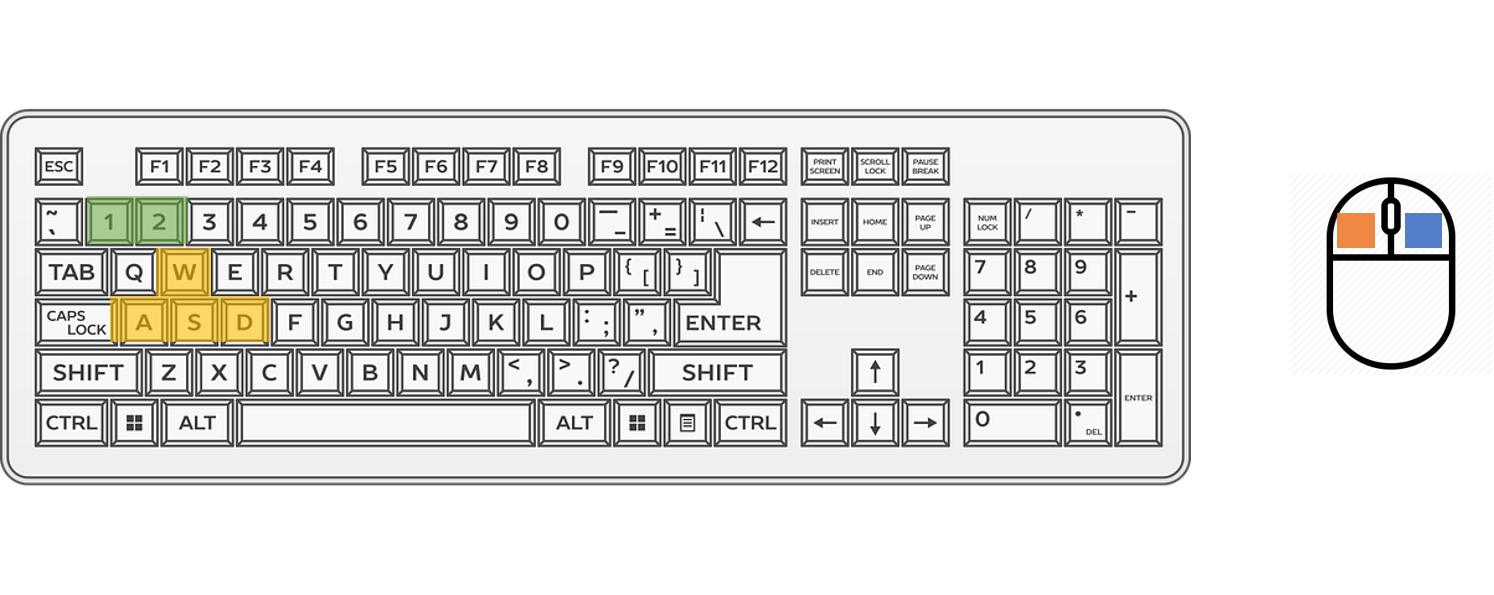 ESC F1 F2 F3 F4 F5 F6 F7 F8 F9 F10 F11 F12 PRINT SCREEN SCROLL LOCK PAUSE BREAK
~ ` 1 2 3 4 5 6 7 8 9 0 — _ + = ¦ \ ← INSERT HOME PAGE UP NUM LOCK / * -
TAB Q W E R T Y U I O P { [ } ] DELETE END PAGE DOWN 7 8 9 +
CAPS LOCK A S D F G H J K L : ; " , ENTER 4 5 6
SHIFT Z X C V B N M < , > . ? / SHIFT ↑ 1 2 3 ENTER
CTRL ALT ALT CTRL ← ↓ → 0 • DEL